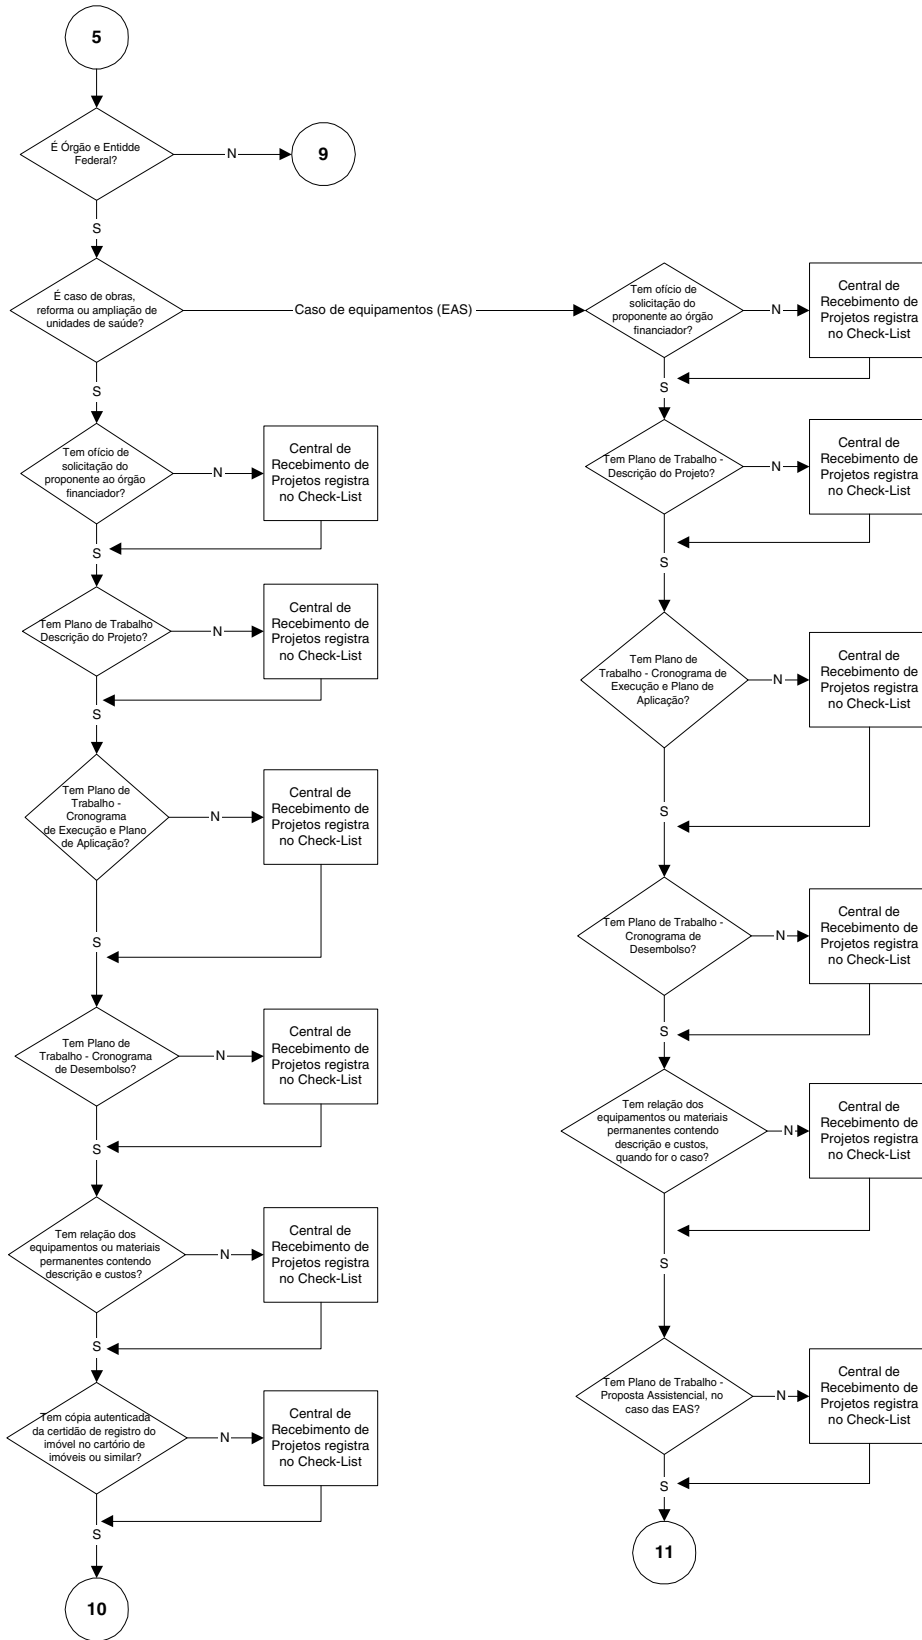 5
É Órgão e Entidde
Federal?
N
9
S
É caso de obras,
reforma ou ampliação de
unidades de saúde?
Caso de equipamentos (EAS)
S
Tem ofício de
solicitação do
proponente ao órgão
financiador?
N
Central de
Recebimento de
Projetos registra
no Check-List
S
Tem Plano de Trabalho
Descrição do Projeto?
N
Central de
Recebimento de
Projetos registra
no Check-List
S
Tem Plano de
Trabalho -
Cronograma
de Execução e Plano
de Aplicação?
N
Central de
Recebimento de
Projetos registra
no Check-List
S
Tem Plano de
Trabalho - Cronograma
de Desembolso?
N
Central de
Recebimento de
Projetos registra
no Check-List
S
Tem relação dos
equipamentos ou materiais
permanentes contendo
descrição e custos?
N
Central de
Recebimento de
Projetos registra
no Check-List
S
Tem cópia autenticada
da certidão de registro do
imóvel no cartório de
imóveis ou similar?
N
Central de
Recebimento de
Projetos registra
no Check-List
S
10
Tem ofício de
solicitação do
proponente ao órgão
financiador?
N
Central de
Recebimento de
Projetos registra
no Check-List
S
Tem Plano de Trabalho -
Descrição do Projeto?
N
Central de
Recebimento de
Projetos registra
no Check-List
S
Tem Plano de
Trabalho - Cronograma de
Execução e Plano de
Aplicação?
N
Central de
Recebimento de
Projetos registra
no Check-List
S
Tem Plano de Trabalho -
Cronograma de
Desembolso?
N
Central de
Recebimento de
Projetos registra
no Check-List
S
Tem relação dos
equipamentos ou materiais
permanentes contendo
descrição e custos,
quando for o caso?
N
Central de
Recebimento de
Projetos registra
no Check-List
S
Tem Plano de Trabalho -
Proposta Assistencial, no
caso das EAS?
N
Central de
Recebimento de
Projetos registra
no Check-List
S
11